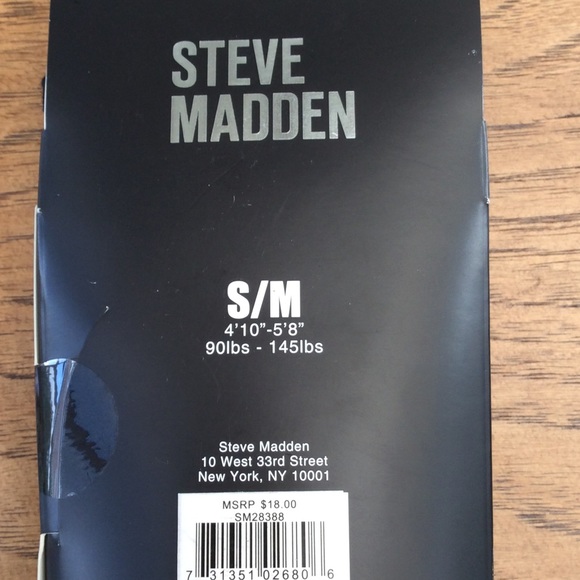 STEVE
MADDEN
S/M
4'10"-5'8"
90lbs - 145lbs
Steve Madden
10 West 33rd Street
New York, NY 10001
MSRP $18.00
SM28388
7 31351 02680 6